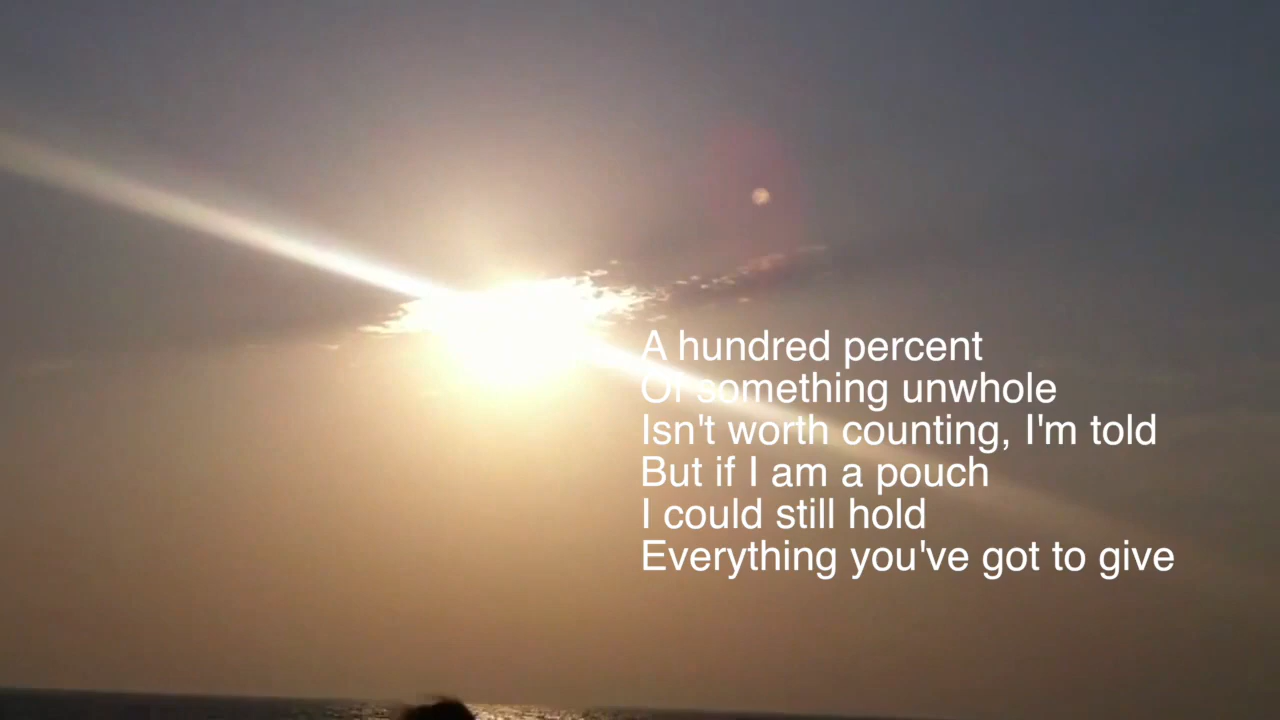 A hundred percent
Of something unwhole
Isn't worth counting, I'm told
But if I am a pouch
I could still hold
Everything you've got to give